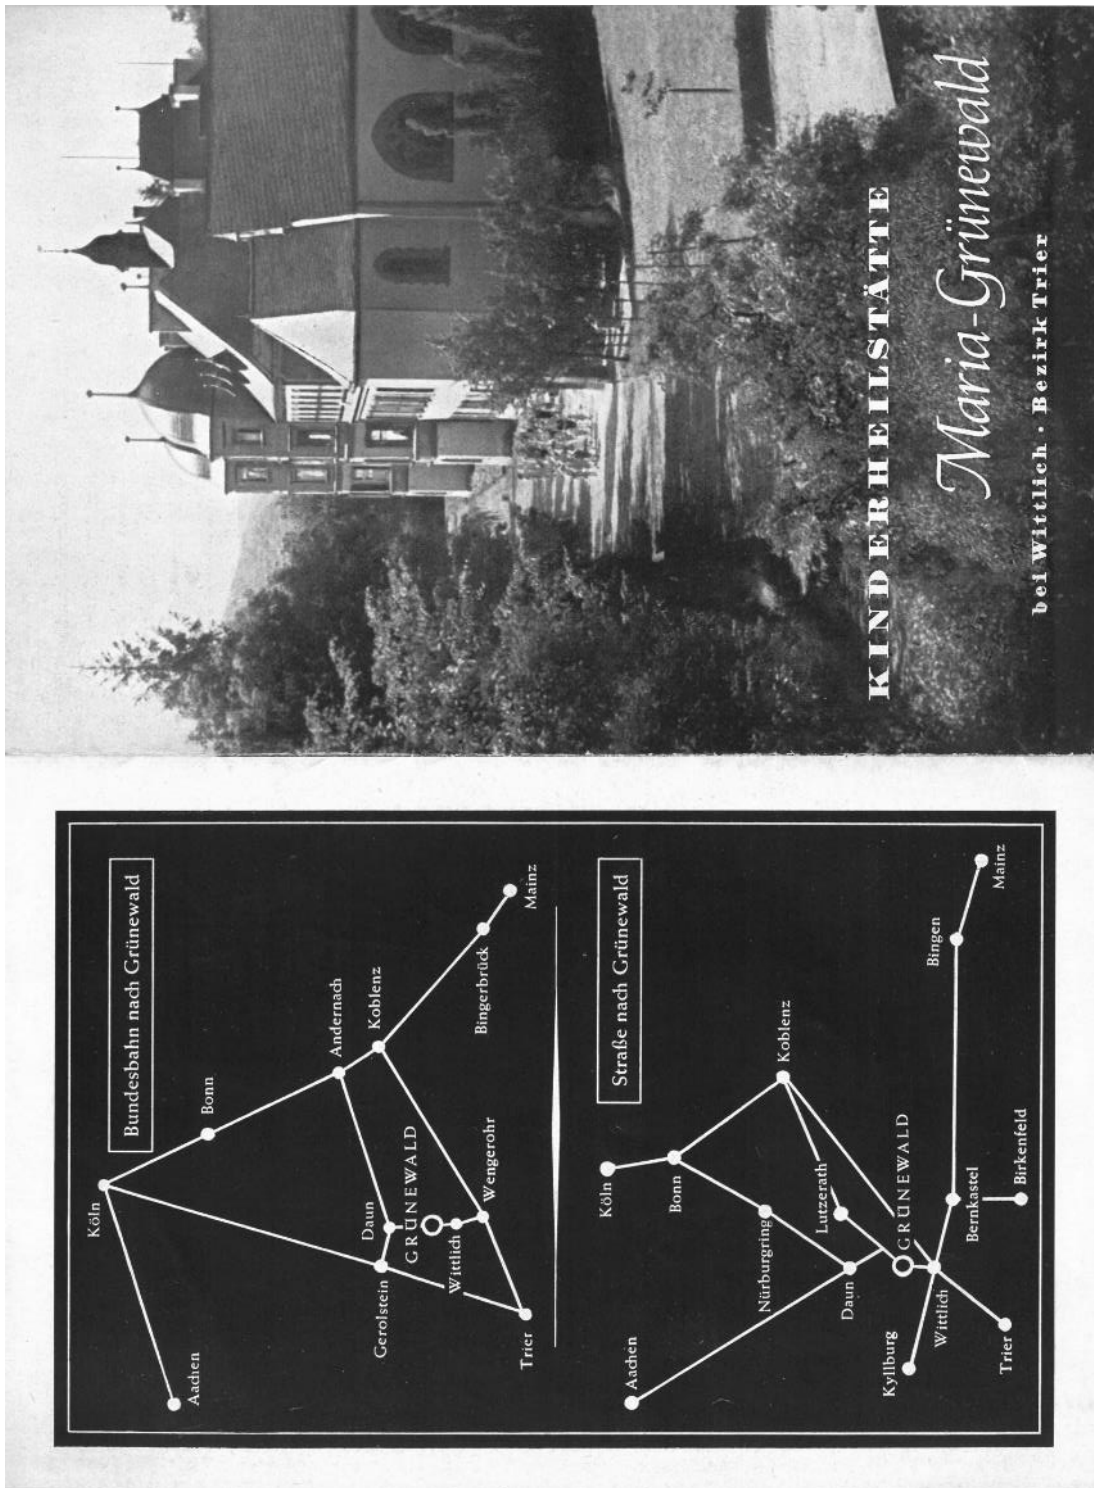 KINDERHEILSTÄTTE
Maria-Grünewald
bei Wittlich · Bezirk Trier
Bundesbahn nach Grünewald
Köln
Bonn
Aachen
Andernach
Koblenz
Daun
Gerolstein
GRÜNEWALD
Wittlich
Wengerohr
Bingerbrück
Mainz
Trier
Straße nach Grünewald
Köln
Aachen
Bonn
Koblenz
Nürburgring
Lutzerath
Daun
GRÜNEWALD
Kyllburg
Wittlich
Bingen
Bernkastel
Mainz
Trier
Birkenfeld